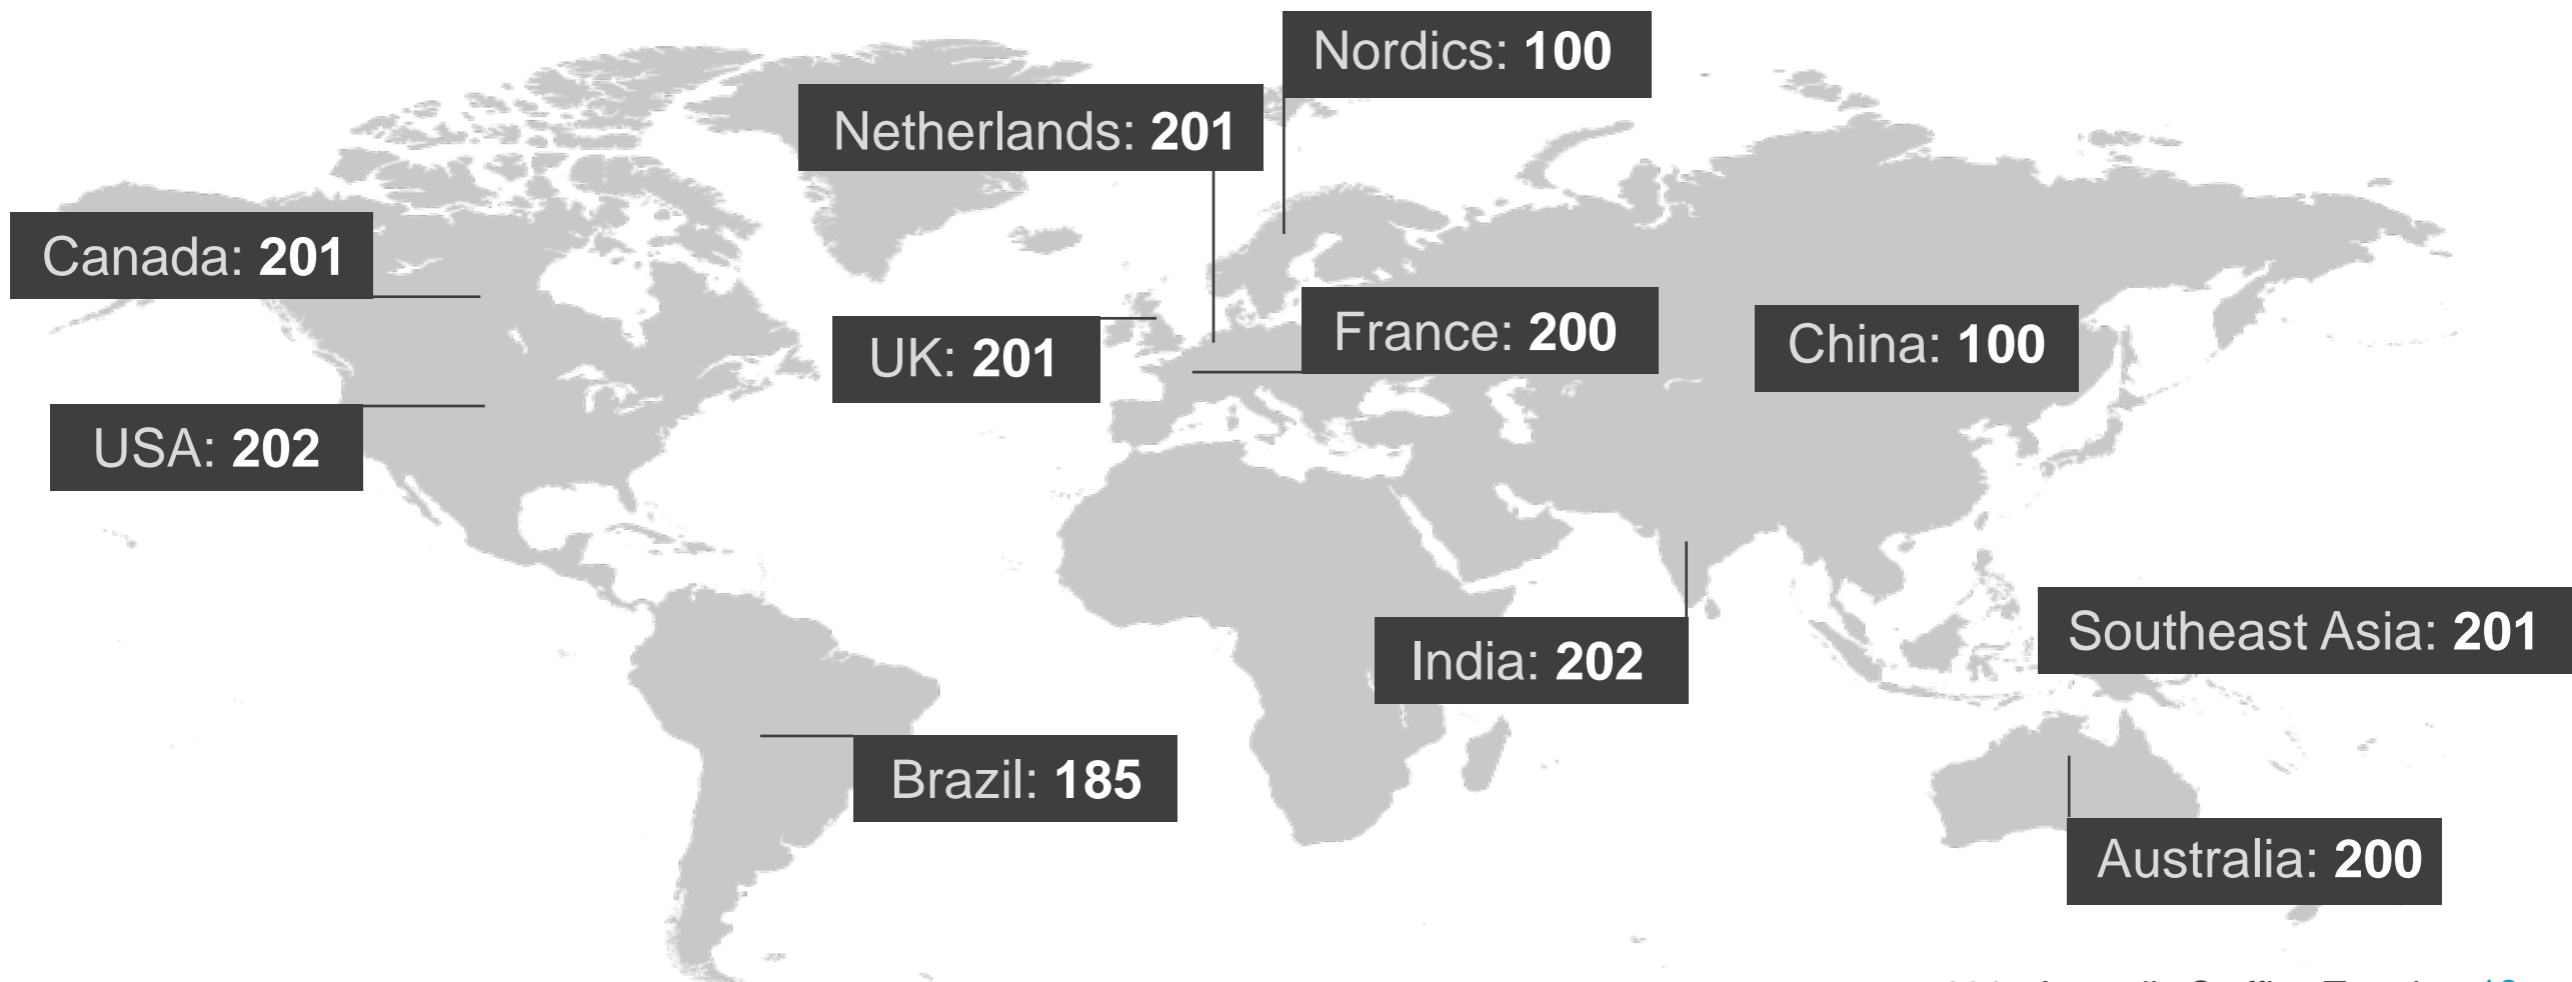 Nordics: 100
Netherlands: 201
Canada: 201
France: 200
China: 100
UK: 201
USA: 202
Southeast Asia: 201
India: 202
Brazil: 185
Australia: 200